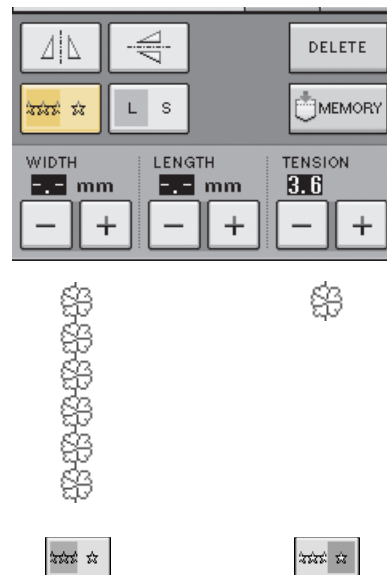 DELETE
L S
MEMORY
WIDTH LENGTH TENSION
-.- mm -.- mm 3.6
− + − + − +